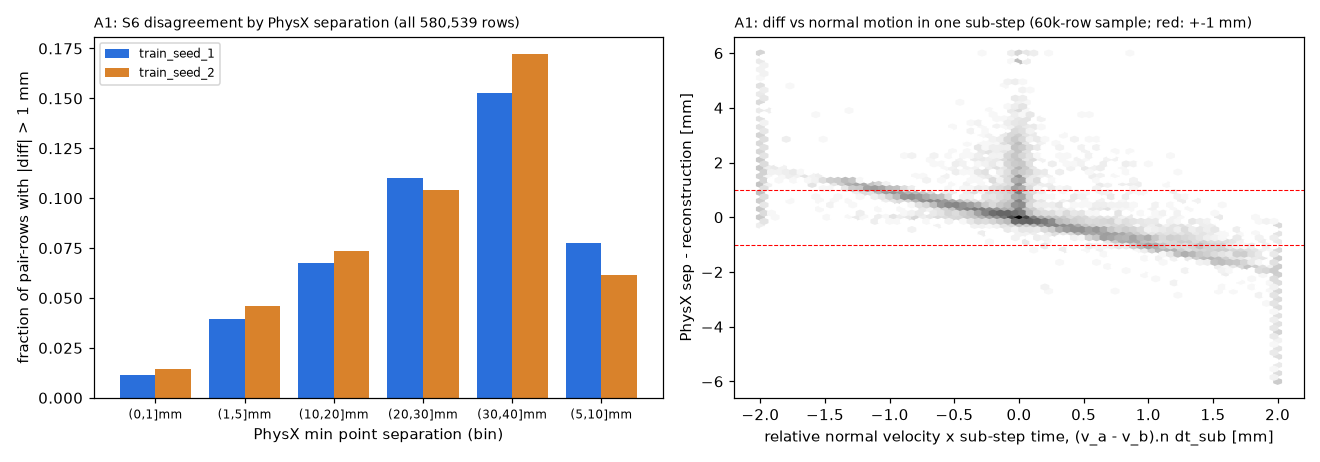 A1: S6 disagreement by PhysX separation (all 580,539 rows)
fraction of pair-rows with |diff| > 1 mm
0.175
0.150
0.125
0.100
0.075
0.050
0.025
0.000
train_seed_1
train_seed_2
(0,1]mm
(1,5]mm
(10,20]mm
(20,30]mm
(30,40]mm
(5,10]mm
PhysX min point separation (bin)
A1: diff vs normal motion in one sub-step (60k-row sample; red: +-1 mm)
PhysX sep - reconstruction [mm]
6
4
2
0
−2
−4
−6
−2.0
−1.5
−1.0
−0.5
0.0
0.5
1.0
1.5
2.0
relative normal velocity x sub-step time, (v_a - v_b).n dt_sub [mm]